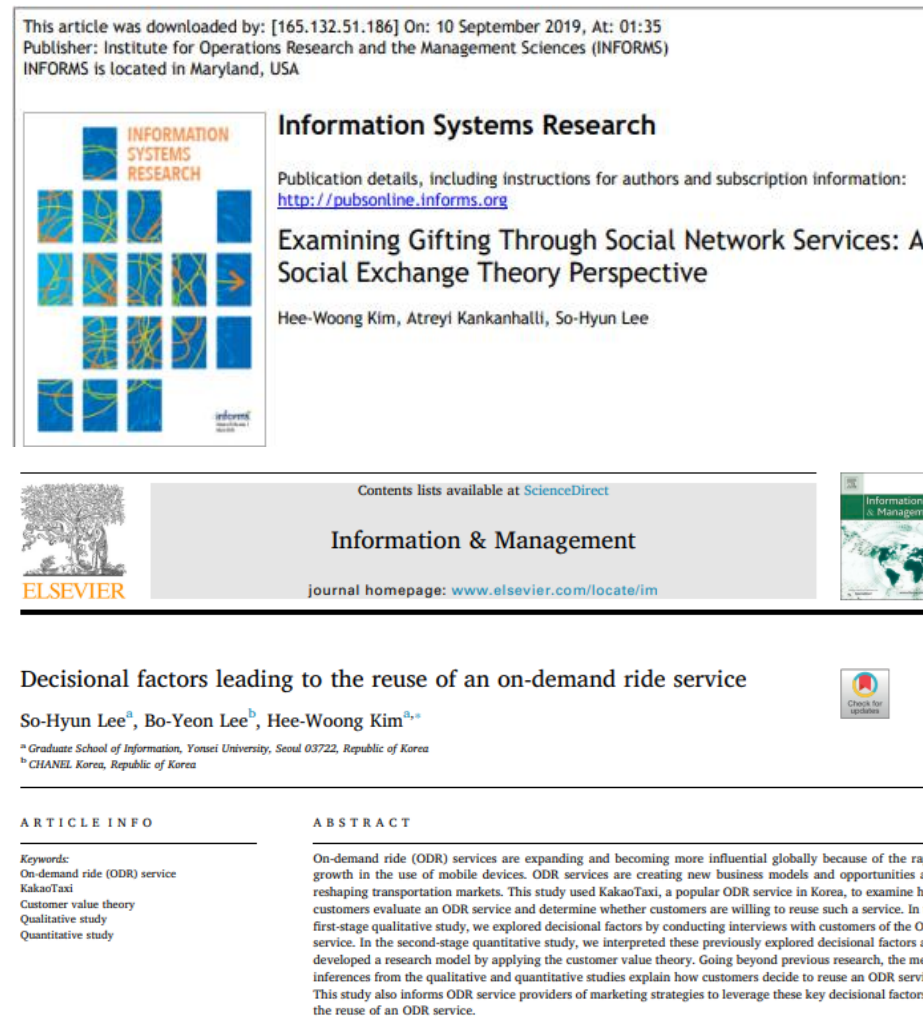 This article was downloaded by: [165.132.51.186] On: 10 September 2019, At: 01:35
Publisher: Institute for Operations Research and the Management Sciences (INFORMS)
INFORMS is located in Maryland, USA
INFORMATION
SYSTEMS
RESEARCH
informs
Information Systems Research
Publication details, including instructions for authors and subscription information:
http://pubsonline.informs.org
Examining Gifting Through Social Network Services: A
Social Exchange Theory Perspective
Hee-Woong Kim, Atreyi Kankanhalli, So-Hyun Lee
ELSEVIER
Contents lists available at ScienceDirect
Information & Management
journal homepage: www.elsevier.com/locate/im
Information
& Managem
Decisional factors leading to the reuse of an on-demand ride service
Check for
updates
So-Hyun Leea, Bo-Yeon Leeb, Hee-Woong Kima,*
a Graduate School of Information, Yonsei University, Seoul 03722, Republic of Korea
b CHANEL Korea, Republic of Korea
ARTICLE INFO
Keywords:
On-demand ride (ODR) service
KakaoTaxi
Customer value theory
Qualitative study
Quantitative study
ABSTRACT
On-demand ride (ODR) services are expanding and becoming more influential globally because of the ra
growth in the use of mobile devices. ODR services are creating new business models and opportunities a
reshaping transportation markets. This study used KakaoTaxi, a popular ODR service in Korea, to examine h
customers evaluate an ODR service and determine whether customers are willing to reuse such a service. In
first-stage qualitative study, we explored decisional factors by conducting interviews with customers of the O
service. In the second-stage quantitative study, we interpreted these previously explored decisional factors a
developed a research model by applying the customer value theory. Going beyond previous research, the me
inferences from the qualitative and quantitative studies explain how customers decide to reuse an ODR servi
This study also informs ODR service providers of marketing strategies to leverage these key decisional factors
the reuse of an ODR service.